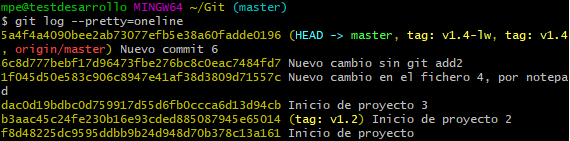 mpe@testdesarrollo MINGW64 ~/Git (master)
$ git log --pretty=oneline
5a4f4a4090bee2ab73077efb5e38a60fadde0196 (HEAD -> master, tag: v1.4-lw, tag: v1.4
, origin/master) Nuevo commit 6
6c8d777bebf17d96473fbe276bc8c0eac7484fd7 Nuevo cambio sin git add2
1f045d50e583c906c8947e41af38d3809d71557c Nuevo cambio en el fichero 4, por notepa
d
dac0d19bdbc0d759917d55d6fb0ccca6d13d94cb Inicio de proyecto 3
b3aac45c24fe230b16e93cded885087945e65014 (tag: v1.2) Inicio de proyecto 2
f8d48225dc9595ddbb9b24d948d70b378c13a161 Inicio de proyecto